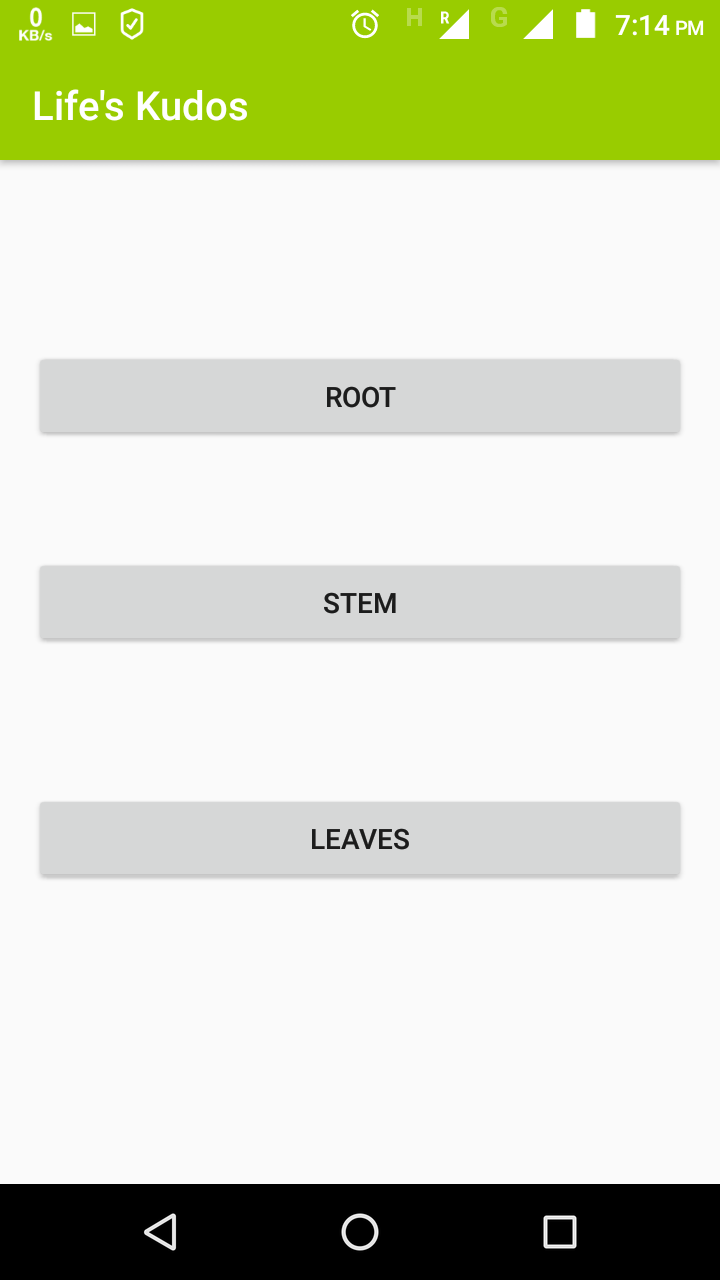 0
KB/s
H R G 7:14 PM
Life's Kudos
ROOT
STEM
LEAVES